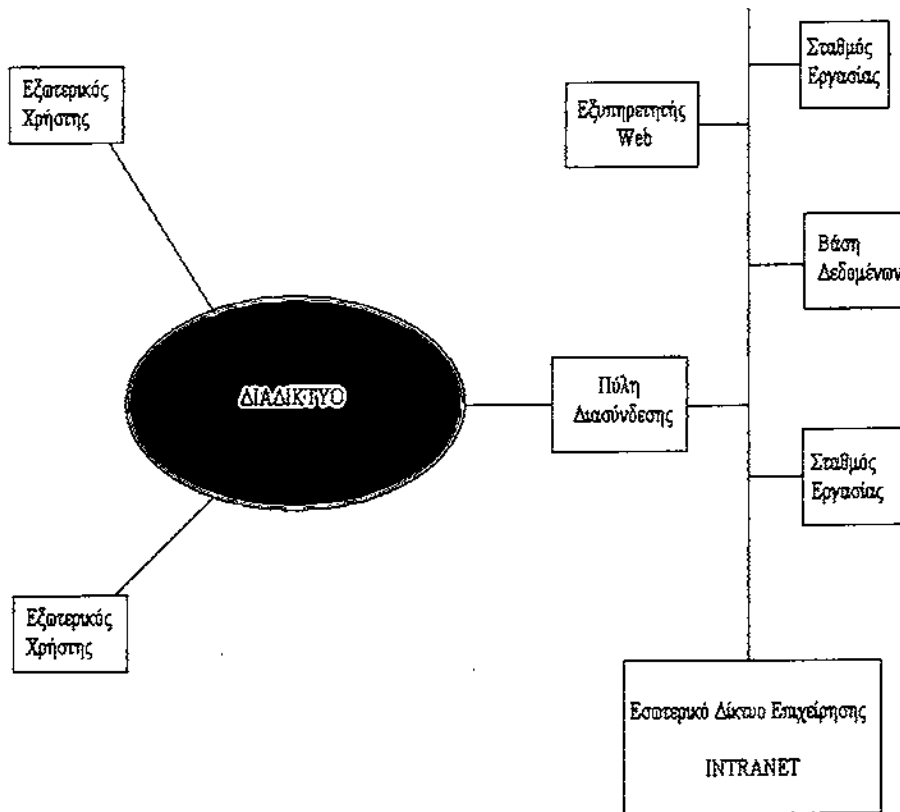 Εξωτερικός
Χρήστης
Σταθμός
Εργασίας
Εξυπηρετητής
Web
Βάση
Δεδομένων
ΔΙΑΔΙΚΤΥΟ
Πύλη
Διασύνδεσης
Σταθμός
Εργασίας
Εξωτερικός
Χρήστης
Εσωτερικό Δίκτυο Επιχείρησης
INTRANET